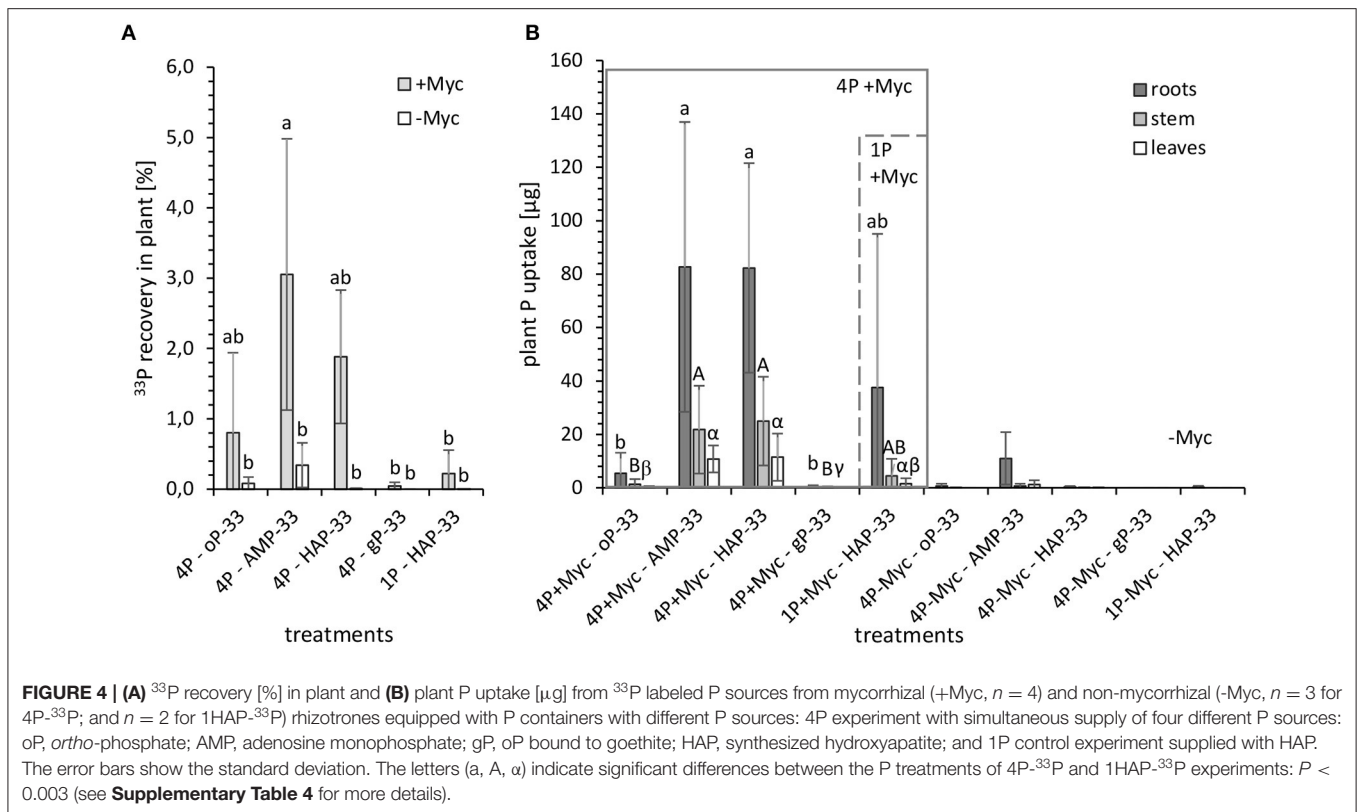 A
6,0
5,0
4,0
3,0
2,0
1,0
0,0
³³P recovery in plant [%]
+Myc
-Myc
ab
b
a
b
ab
b
b
b
b
b
4P - oP-33
4P - AMP-33
4P - HAP-33
4P - gP-33
1P - HAP-33
treatments
B
160
140
120
100
80
60
40
20
0
plant P uptake [µg]
4P +Myc
1P
+Myc
-Myc
roots
stem
leaves
b
B
β
a
A
α
a
A
α
b
B
γ
ab
AB
αβ
4P+Myc - oP-33
4P+Myc - AMP-33
4P+Myc - HAP-33
4P+Myc - gP-33
1P+Myc - HAP-33
4P-Myc - oP-33
4P-Myc - AMP-33
4P-Myc - HAP-33
4P-Myc - gP-33
1P-Myc - HAP-33
treatments
FIGURE 4 | (A) ³³P recovery [%] in plant and (B) plant P uptake [µg] from ³³P labeled P sources from mycorrhizal (+Myc, n = 4) and non-mycorrhizal (-Myc, n = 3 for
4P-³³P; and n = 2 for 1HAP-³³P) rhizotrones equipped with P containers with different P sources: 4P experiment with simultaneous supply of four different P sources:
oP, ortho-phosphate; AMP, adenosine monophosphate; gP, oP bound to goethite; HAP, synthesized hydroxyapatite; and 1P control experiment supplied with HAP.
The error bars show the standard deviation. The letters (a, A, α) indicate significant differences between the P treatments of 4P-³³P and 1HAP-³³P experiments: P <
0.003 (see Supplementary Table 4 for more details).